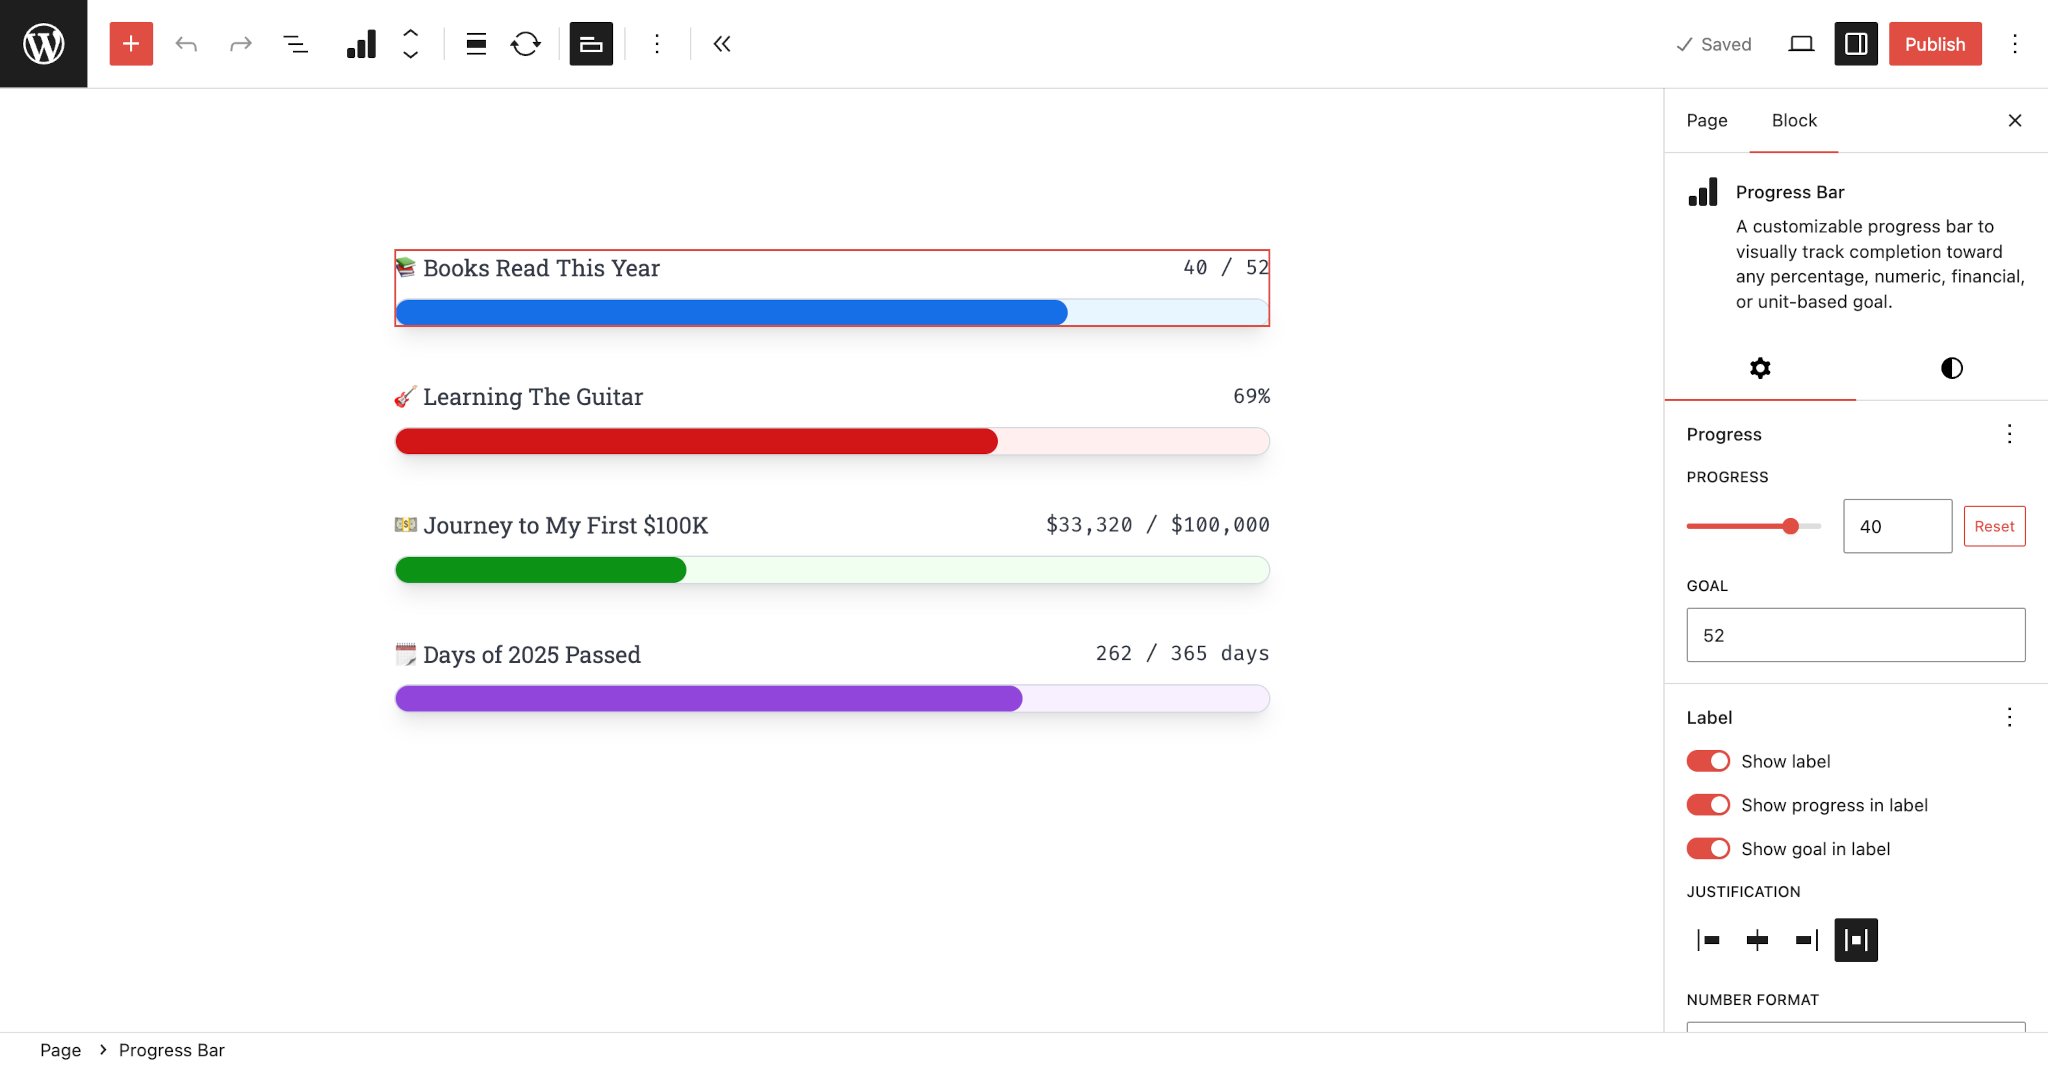 Saved
Publish
Page
Block
Progress Bar
A customizable progress bar to
visually track completion toward
any percentage, numeric, financial,
or unit-based goal.
📚 Books Read This Year
40 / 52
🎸 Learning The Guitar
69%
💵 Journey to My First $100K
$33,320 / $100,000
🗓️ Days of 2025 Passed
262 / 365 days
Progress
PROGRESS
40
Reset
GOAL
52
Label
Show label
Show progress in label
Show goal in label
JUSTIFICATION
NUMBER FORMAT
Page > Progress Bar